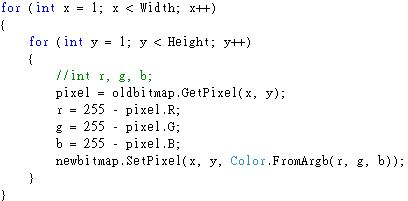 for (int x = 1; x < Width; x++)
{
    for (int y = 1; y < Height; y++)
    {
        //int r, g, b;
        pixel = oldbitmap.GetPixel(x, y);
        r = 255 - pixel.R;
        g = 255 - pixel.G;
        b = 255 - pixel.B;
        newbitmap.SetPixel(x, y, Color.FromArgb(r, g, b));
    }
}